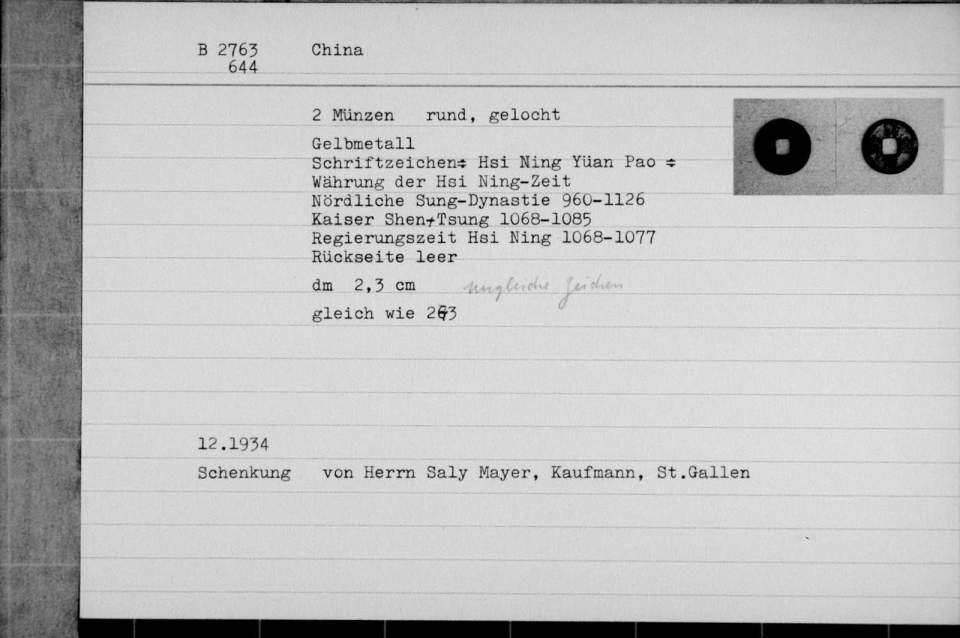 B 2763 China
644
2 Münzen rund, gelocht
Gelbmetall
Schriftzeichen÷ Hsi Ning Yüan Pao ÷
Währung der Hsi Ning-Zeit
Nördliche Sung-Dynastie 960-1126
Kaiser Shen-Tsung 1068-1085
Regierungszeit Hsi Ning 1068-1077
Rückseite leer
dm 2,3 cm ungleiche Zeichen
gleich wie
12.1934
Schenkung von Herrn Saly Mayer, Kaufmann, St.Gallen